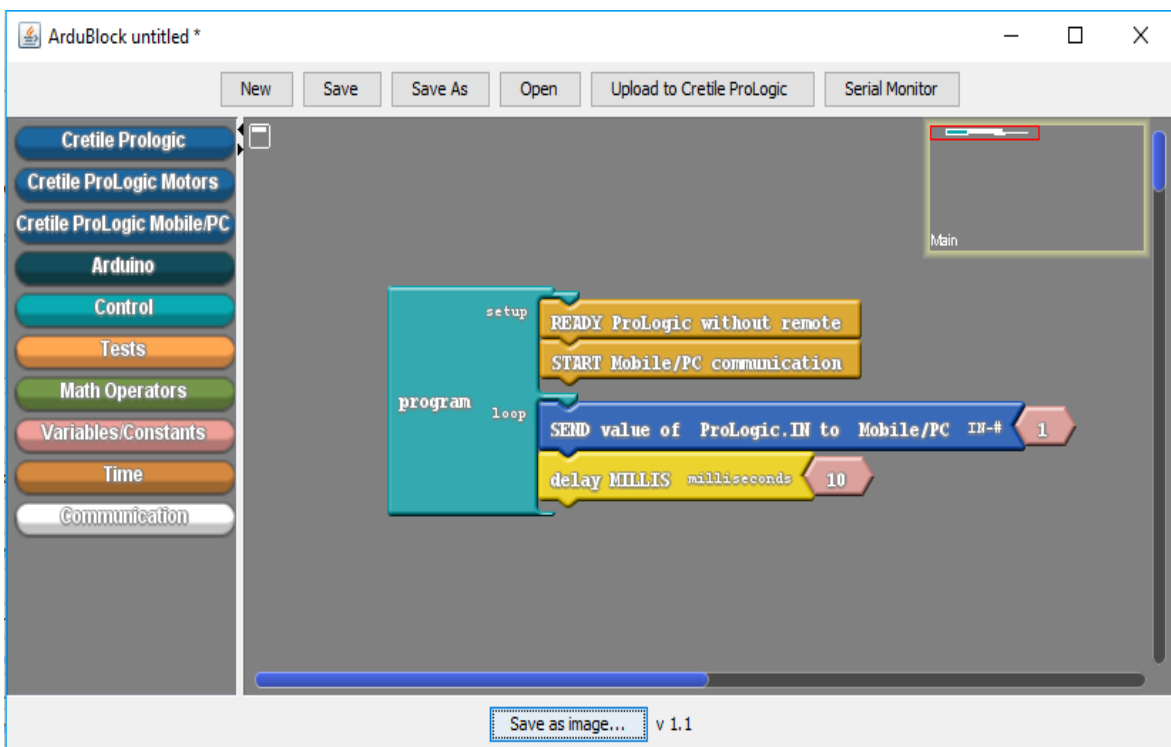 ArduBlock untitled *
New Save Save As Open Upload to Cretile ProLogic Serial Monitor
Cretile Prologic
Cretile ProLogic Motors
Cretile ProLogic Mobile/PC
Arduino
Control
Tests
Math Operators
Variables/Constants
Time
Communication
Main
program
setup
READY ProLogic without remote
START Mobile/PC communication
loop
SEND value of ProLogic.IN to Mobile/PC IN-# 1
delay MILLIS milliseconds 10
Save as image... v 1.1